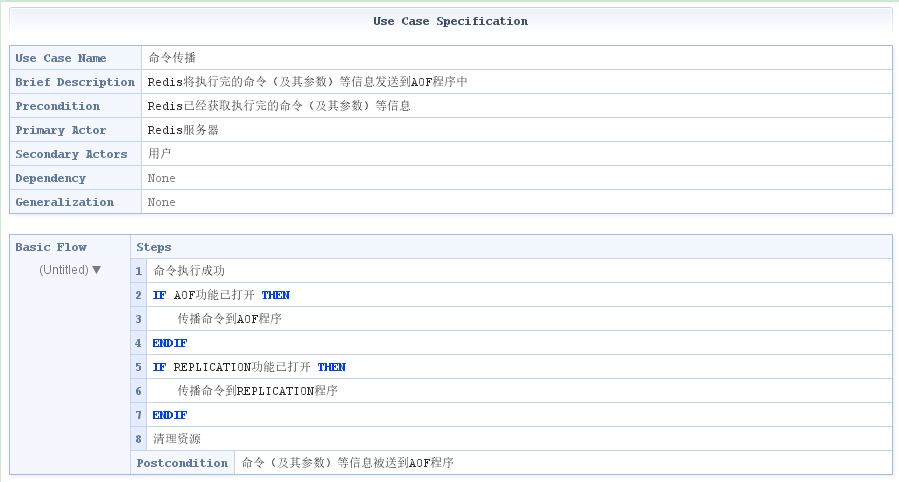 Use Case Specification
Use Case Name 命令传播
Brief Description Redis将执行完的命令（及其参数）等信息发送到AOF程序中
Precondition Redis已经获取执行完的命令（及其参数）等信息
Primary Actor Redis服务器
Secondary Actors 用户
Dependency None
Generalization None
Basic Flow Steps
(Untitled) ▼ 1 命令执行成功
2 IF AOF功能已打开 THEN
3 传播命令到AOF程序
4 ENDIF
5 IF REPLICATION功能已打开 THEN
6 传播命令到REPLICATION程序
7 ENDIF
8 清理资源
Postcondition 命令（及其参数）等信息被送到AOF程序